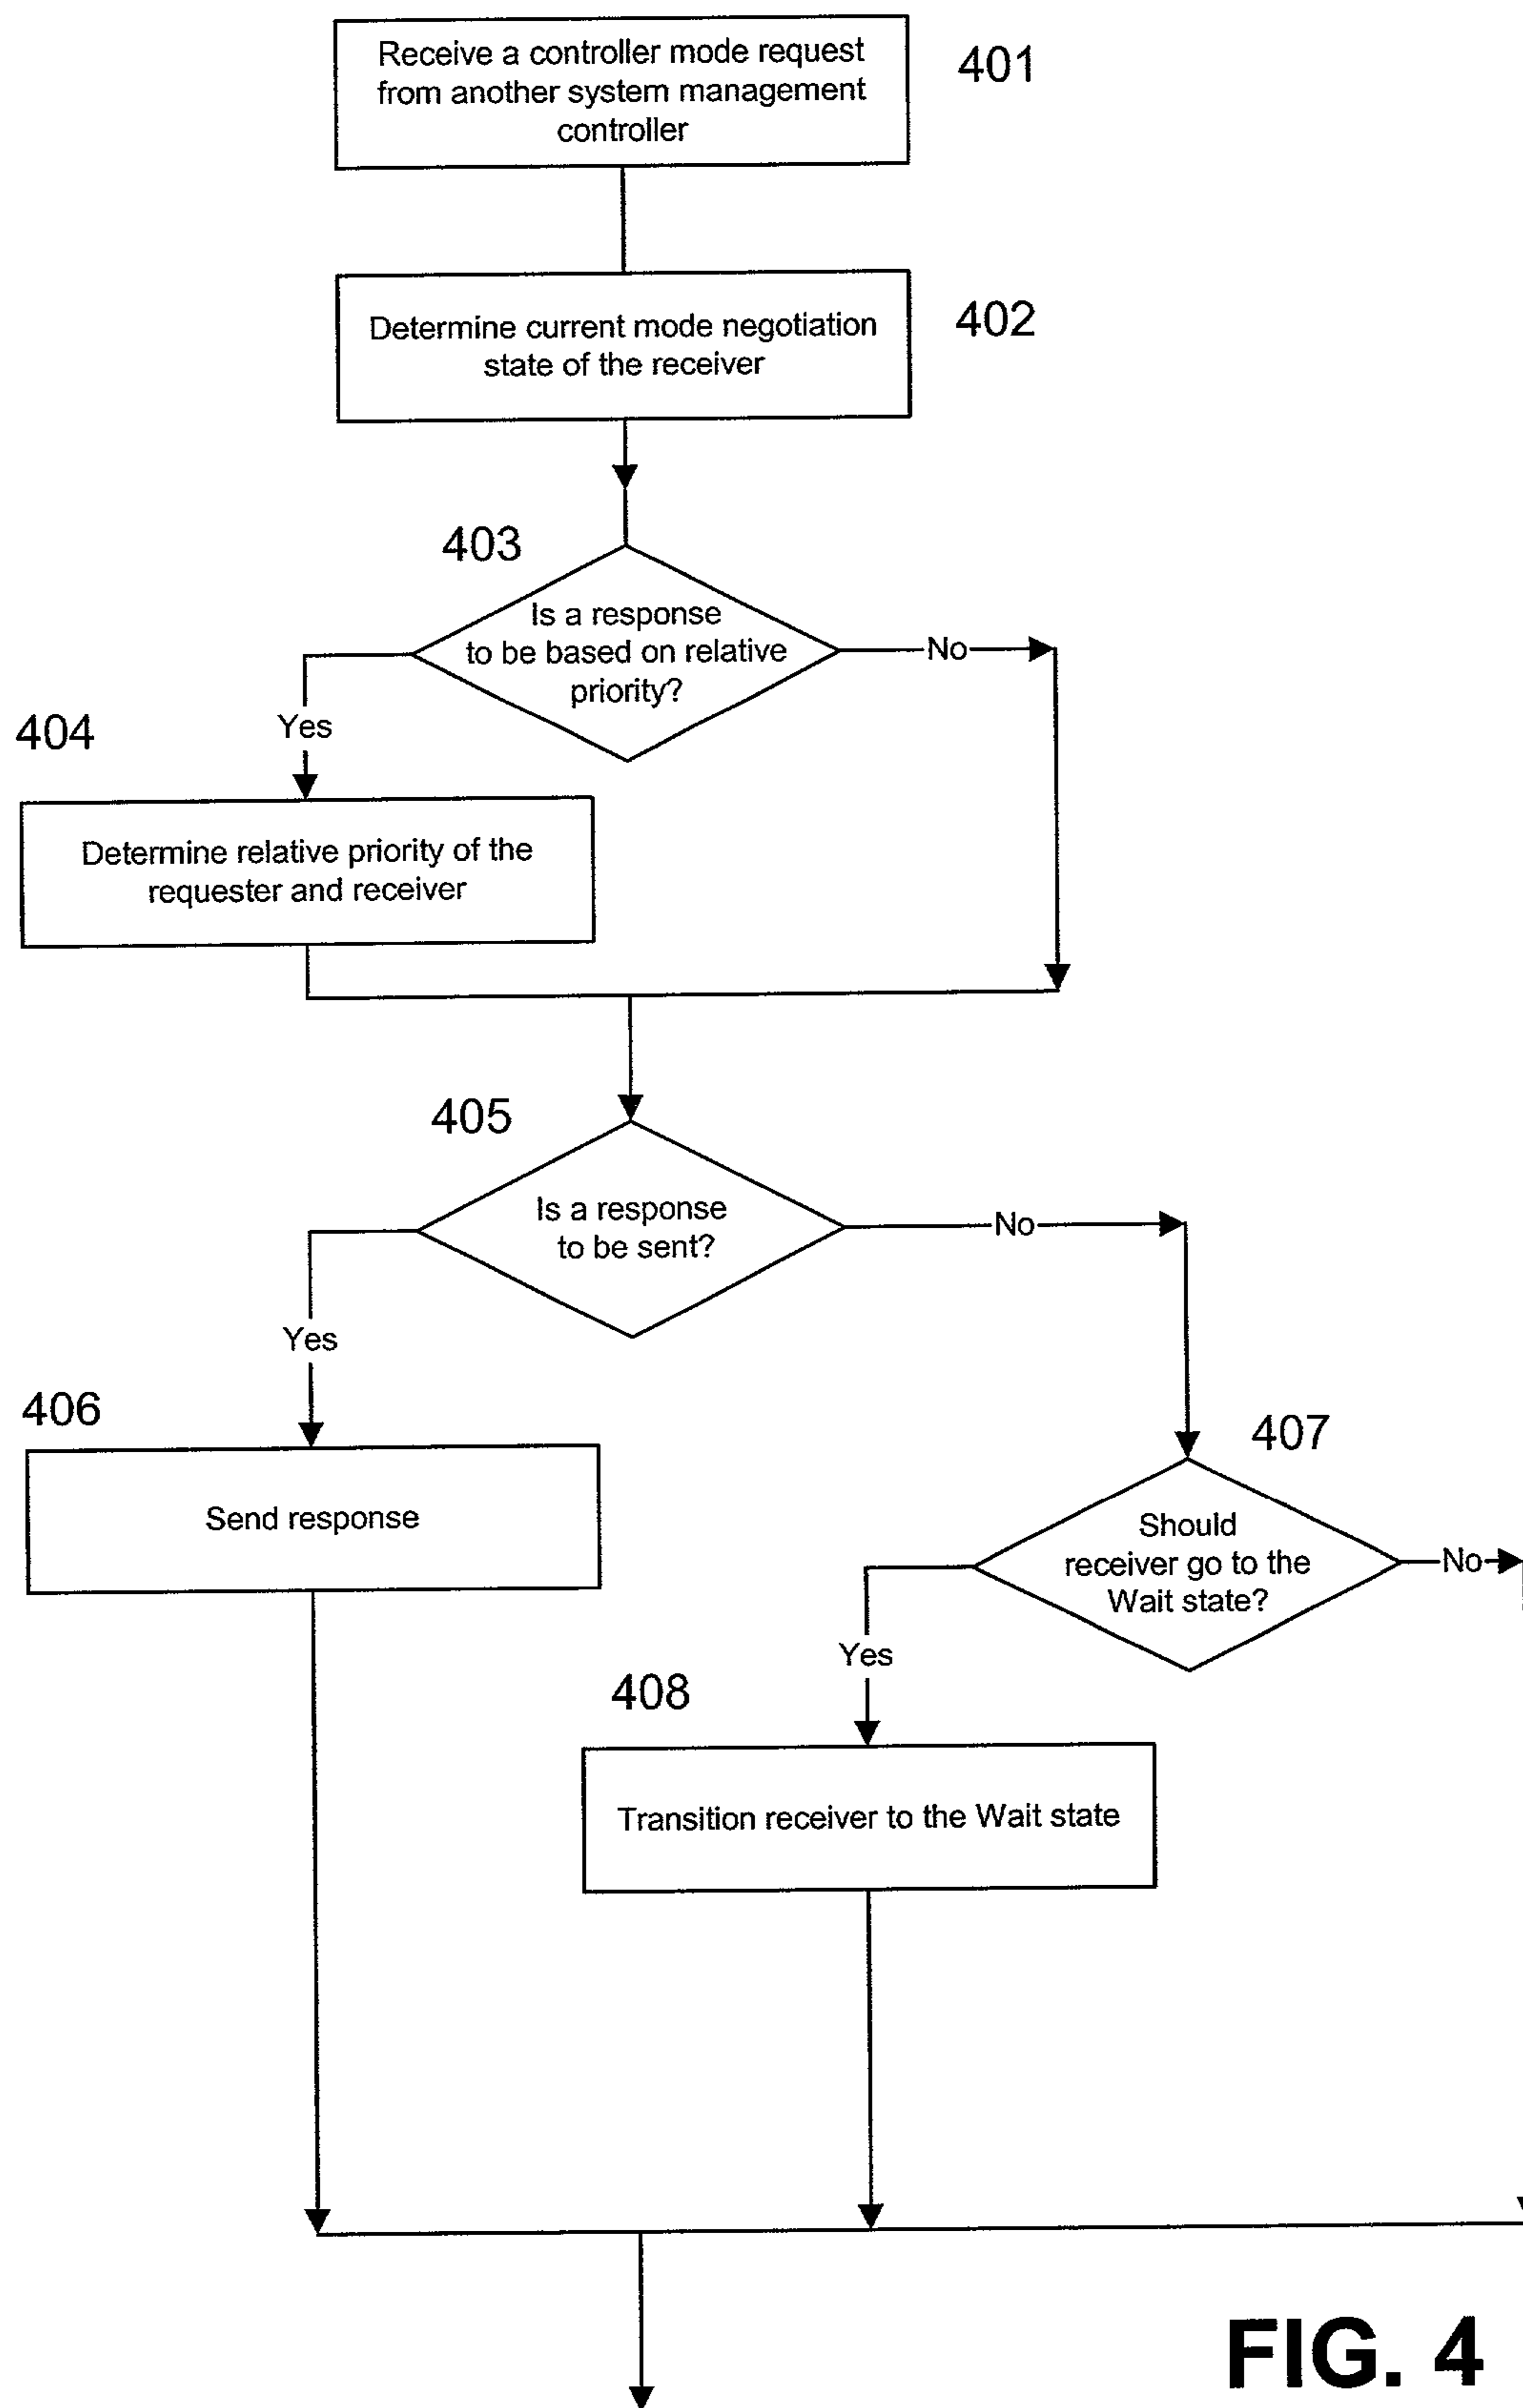 Receive a controller mode request
from another system management
controller
401
Determine current mode negotiation
state of the receiver
402
403
Is a response
to be based on relative
priority?
No
Yes
404
Determine relative priority of the
requester and receiver
405
Is a response
to be sent?
No
Yes
406
Send response
407
Should
receiver go to the
Wait state?
No
Yes
408
Transition receiver to the Wait state
FIG. 4